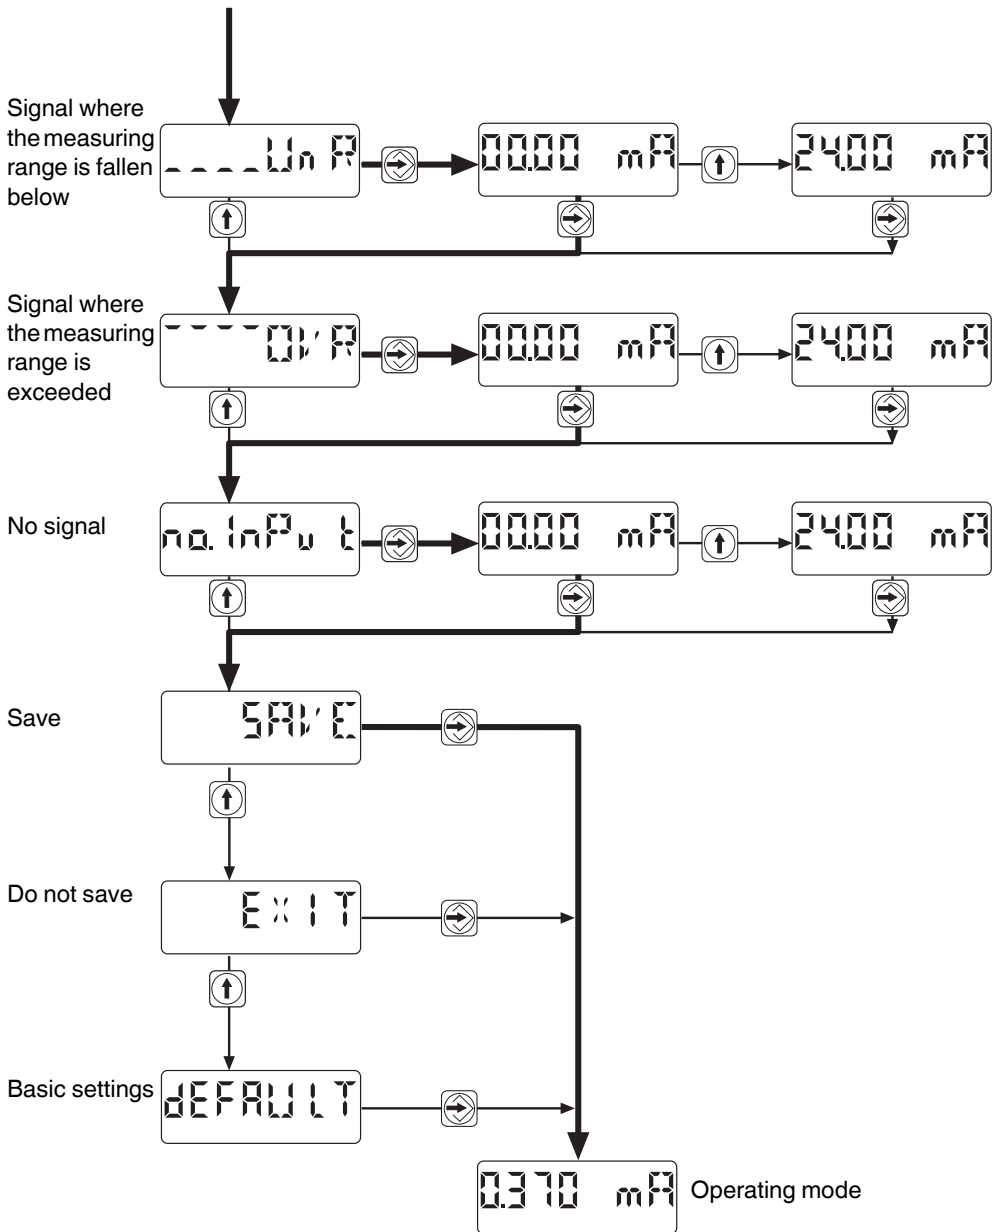 Signal where
the measuring
range is fallen
below
____UnR
00.00 mA
24.00 mA
Signal where
the measuring
range is
exceeded
‾‾‾‾OVR
00.00 mA
24.00 mA
No signal
no.inPut
00.00 mA
24.00 mA
Save
SAVE
Do not save
EXIT
Basic settings
dEFAULT
0.370 mA
Operating mode